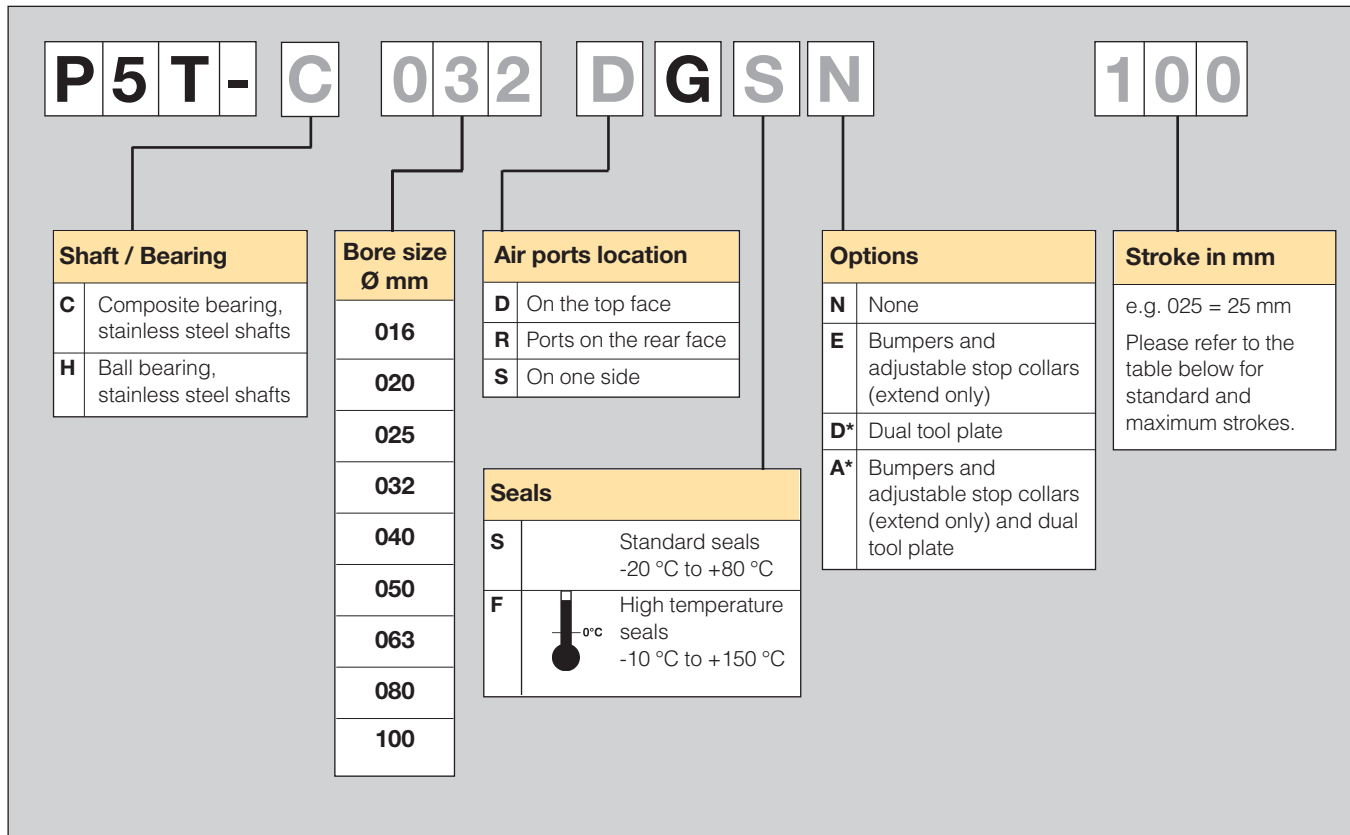 P5T- C 032 D G S N 100
Shaft / Bearing
C Composite bearing,
stainless steel shafts
H Ball bearing,
stainless steel shafts
Bore size
Ø mm
016
020
025
032
040
050
063
080
100
Air ports location
D On the top face
R Ports on the rear face
S On one side
Seals
S Standard seals
-20 °C to +80 °C
F High temperature
0°C seals
-10 °C to +150 °C
Options
N None
E Bumpers and
adjustable stop collars
(extend only)
D* Dual tool plate
A* Bumpers and
adjustable stop collars
(extend only) and dual
tool plate
Stroke in mm
e.g. 025 = 25 mm
Please refer to the
table below for
standard and
maximum strokes.